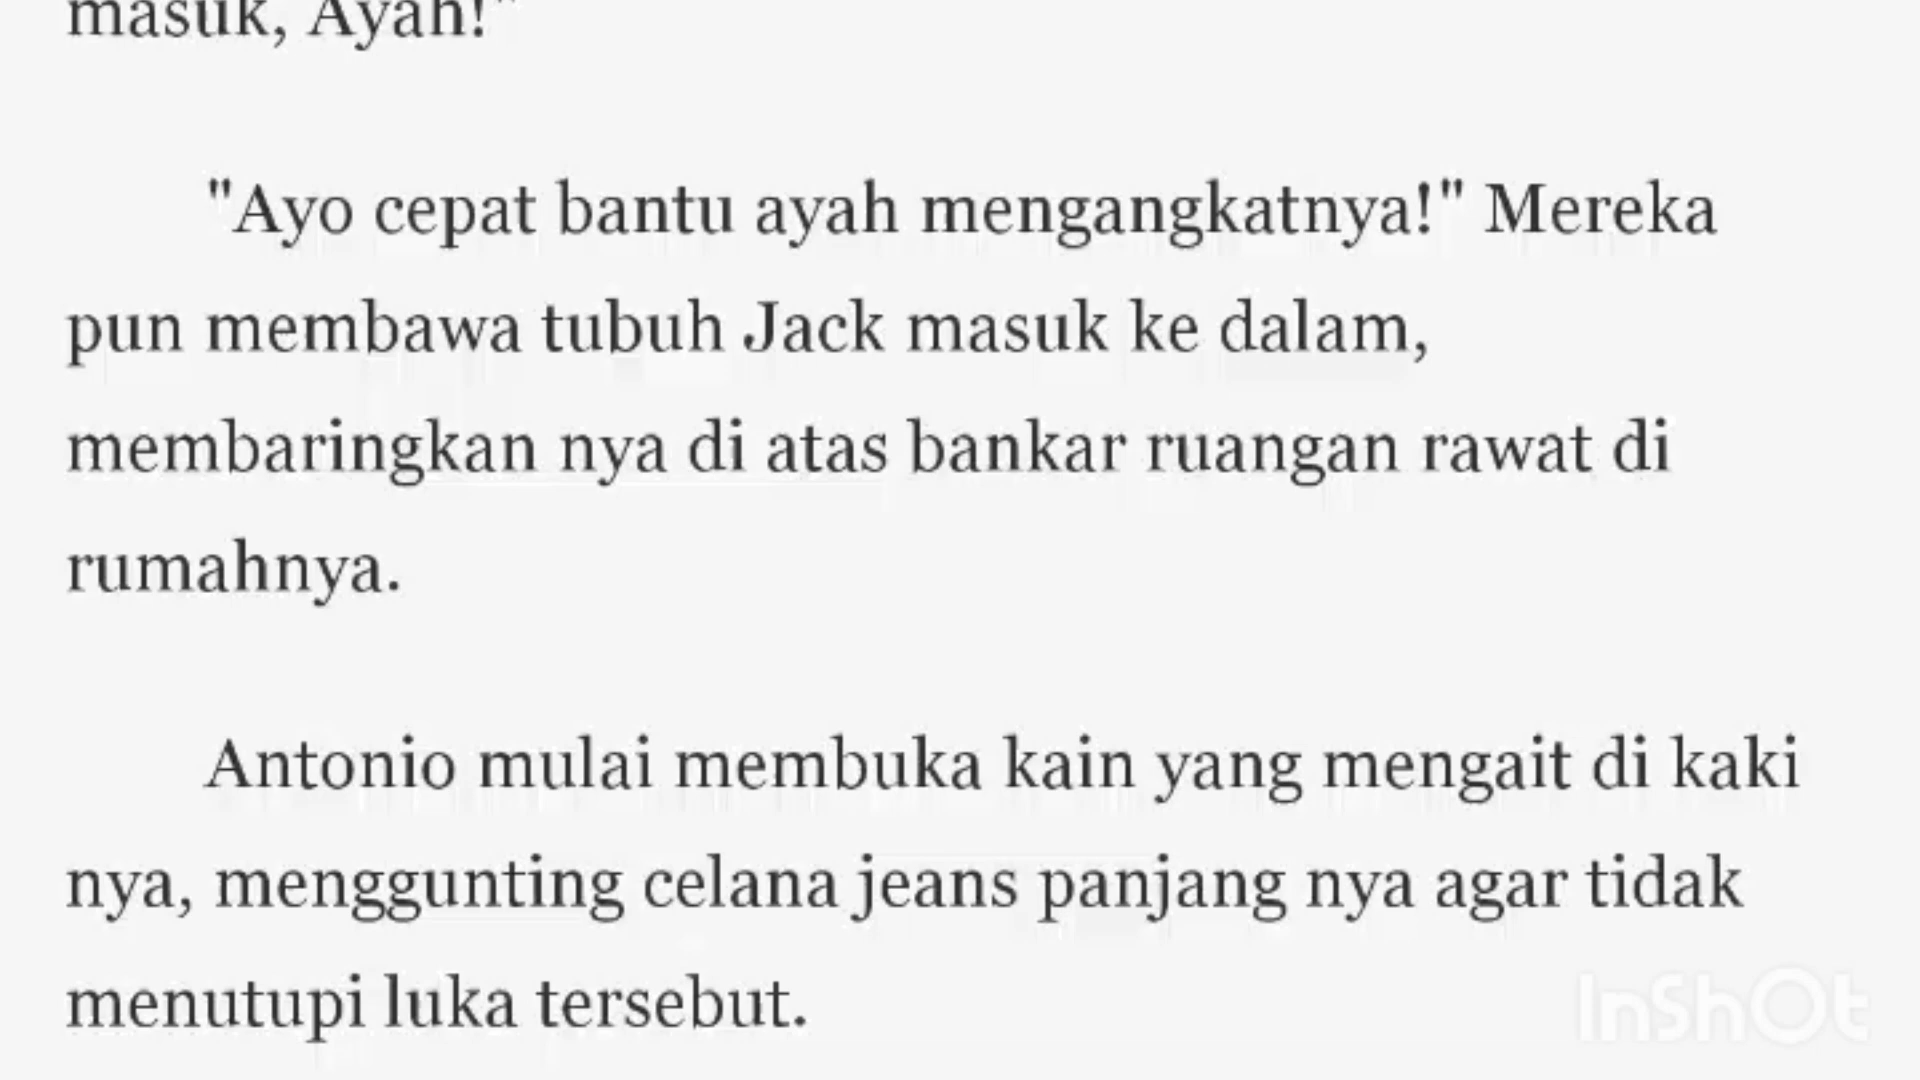 masuk, Ayah!"
"Ayo cepat bantu ayah mengangkatnya!" Mereka
pun membawa tubuh Jack masuk ke dalam,
membaringkan nya di atas bankar ruangan rawat di
rumahnya.
Antonio mulai membuka kain yang mengait di kaki
nya, menggunting celana jeans panjang nya agar tidak
menutupi luka tersebut.
InShOt